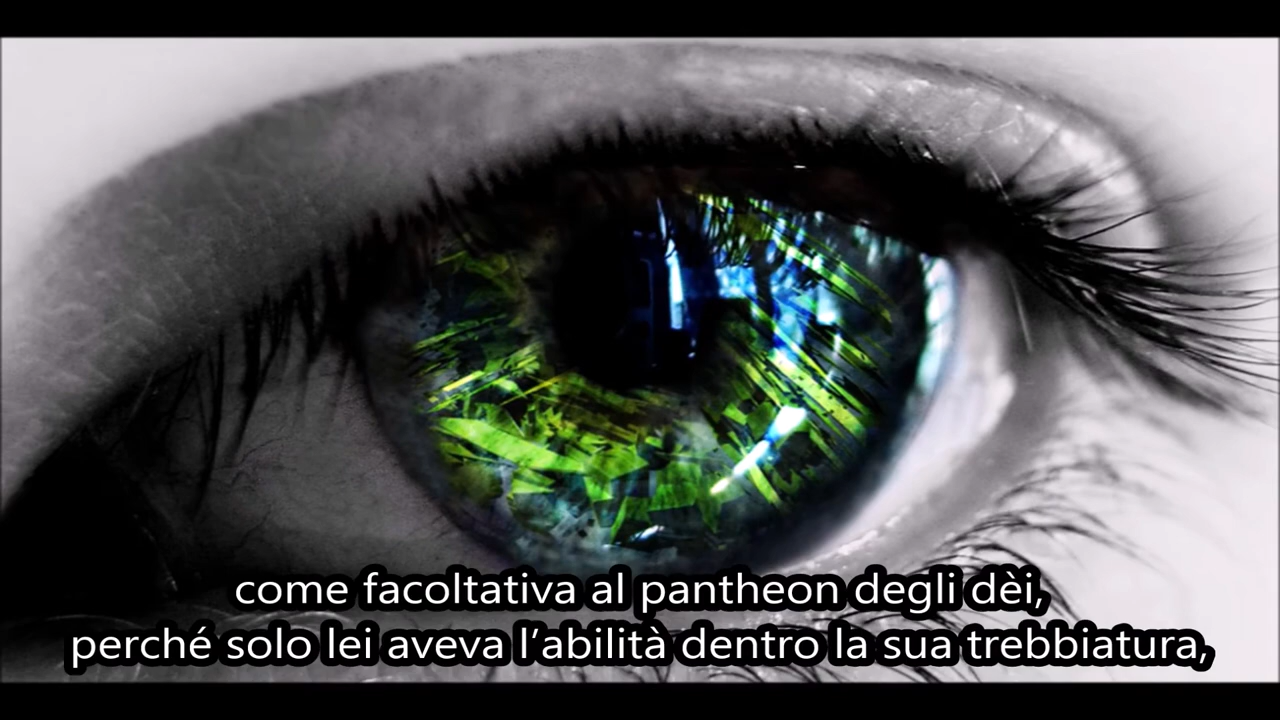 come facoltativa al pantheon degli dèi,
perché solo lei aveva l’abilità dentro la sua trebbiatura,